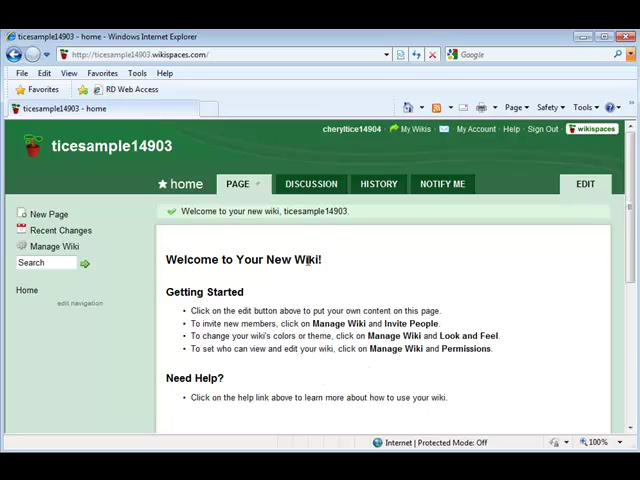 ticesample14903 - home - Windows Internet Explorer
http://ticesample14903.wikispaces.com/
Google
File Edit View Favorites Tools Help
Favorites RD Web Access
ticesample14903 - home
Page Safety Tools
cheryltice14904 My Wikis My Account Help Sign Out wikispaces
ticesample14903
home PAGE DISCUSSION HISTORY NOTIFY ME EDIT
New Page
Recent Changes
Manage Wiki
Search
Home
edit navigation
Welcome to your new wiki, ticesample14903.
Welcome to Your New Wiki!
Getting Started
• Click on the edit button above to put your own content on this page.
• To invite new members, click on Manage Wiki and Invite People.
• To change your wiki's colors or theme, click on Manage Wiki and Look and Feel.
• To set who can view and edit your wiki, click on Manage Wiki and Permissions.
Need Help?
• Click on the help link above to learn more about how to use your wiki.
Internet | Protected Mode: Off
100%